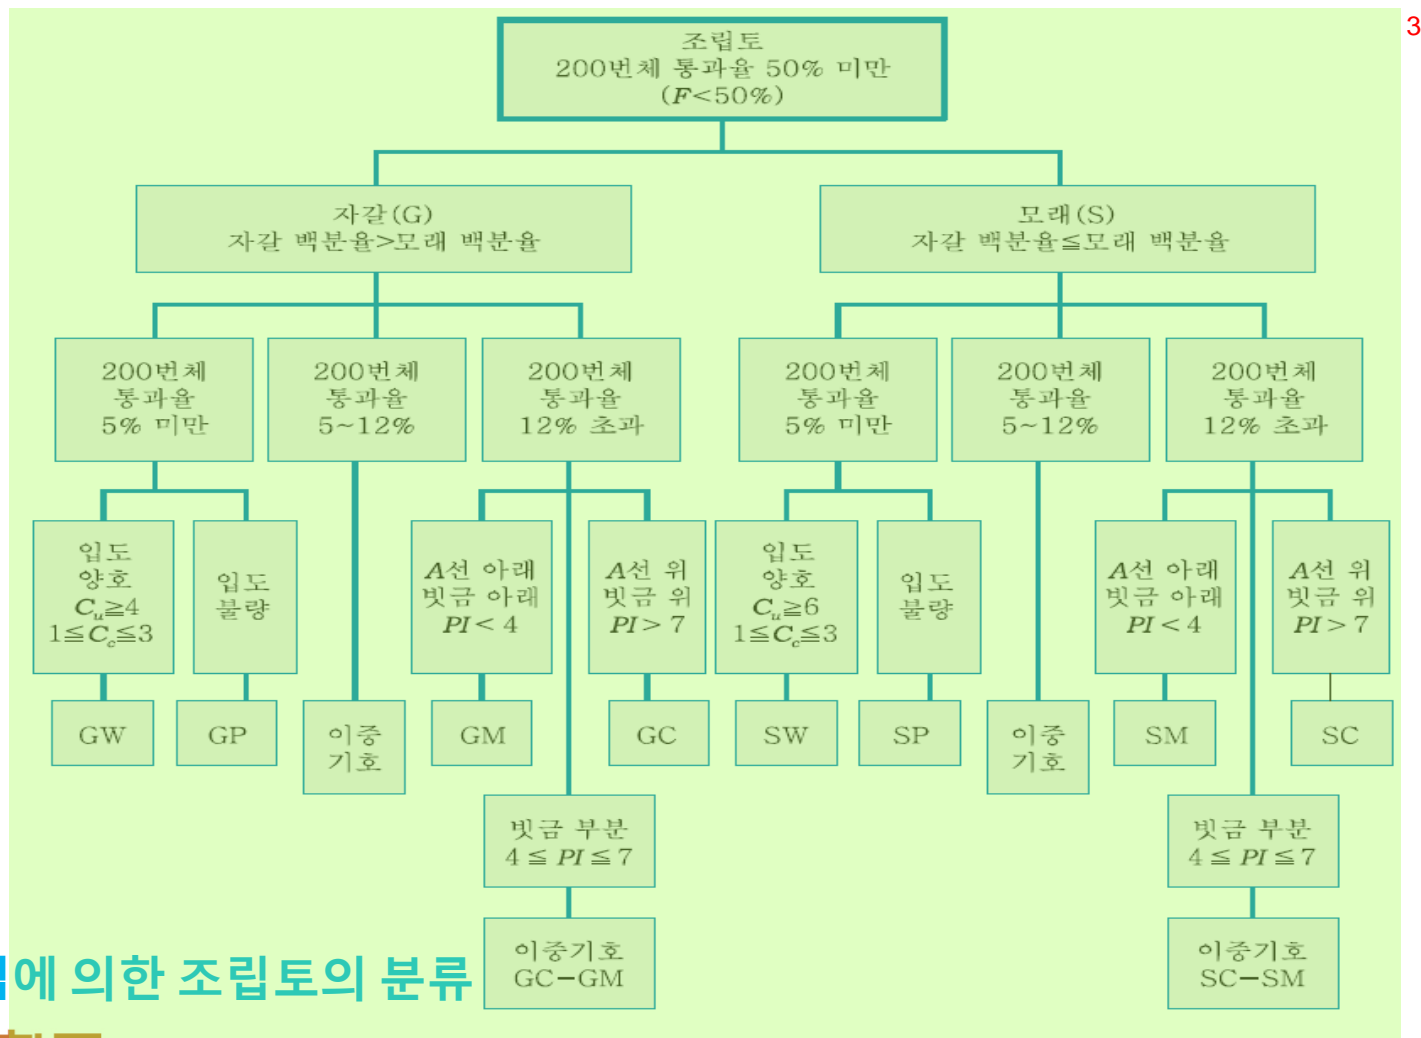 3
조립토
200번체 통과율 50% 미만
(F<50%)
자갈(G)
자갈 백분율>모래 백분율
모래(S)
자갈 백분율≦모래 백분율
200번체
통과율
5% 미만
200번체
통과율
5~12%
200번체
통과율
12% 초과
200번체
통과율
5% 미만
200번체
통과율
5~12%
200번체
통과율
12% 초과
입도
양호
Cu≧4
1≦Cc≦3
입도
불량
A선 아래
빗금 아래
PI<4
A선 위
빗금 위
PI>7
입도
양호
Cu≧6
1≦Cc≦3
입도
불량
A선 아래
빗금 아래
PI<4
A선 위
빗금 위
PI>7
GW
GP
이중
기호
GM
GC
SW
SP
이중
기호
SM
SC
빗금 부분
4≦PI≦7
빗금 부분
4≦PI≦7
이중기호
GC-GM
이중기호
SC-SM
에 의한 조립토의 분류